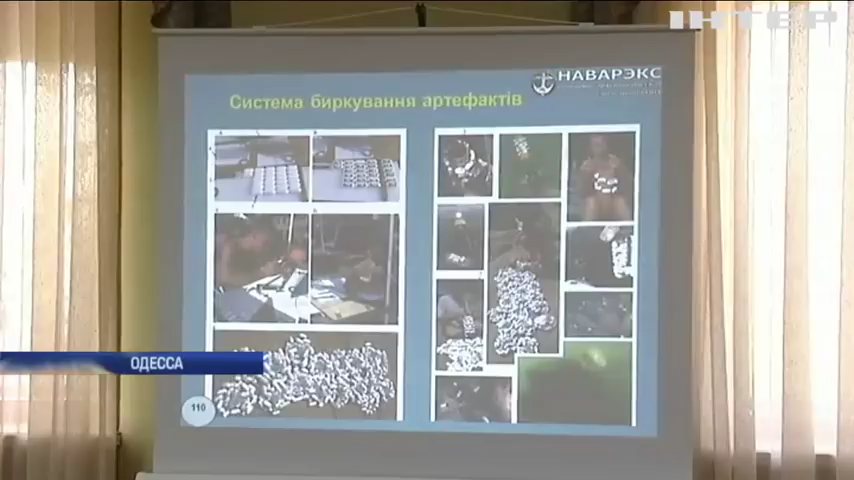 ІНТЕР
НАВАРЭКС
Система биркування артефактів
ОДЕССА
110